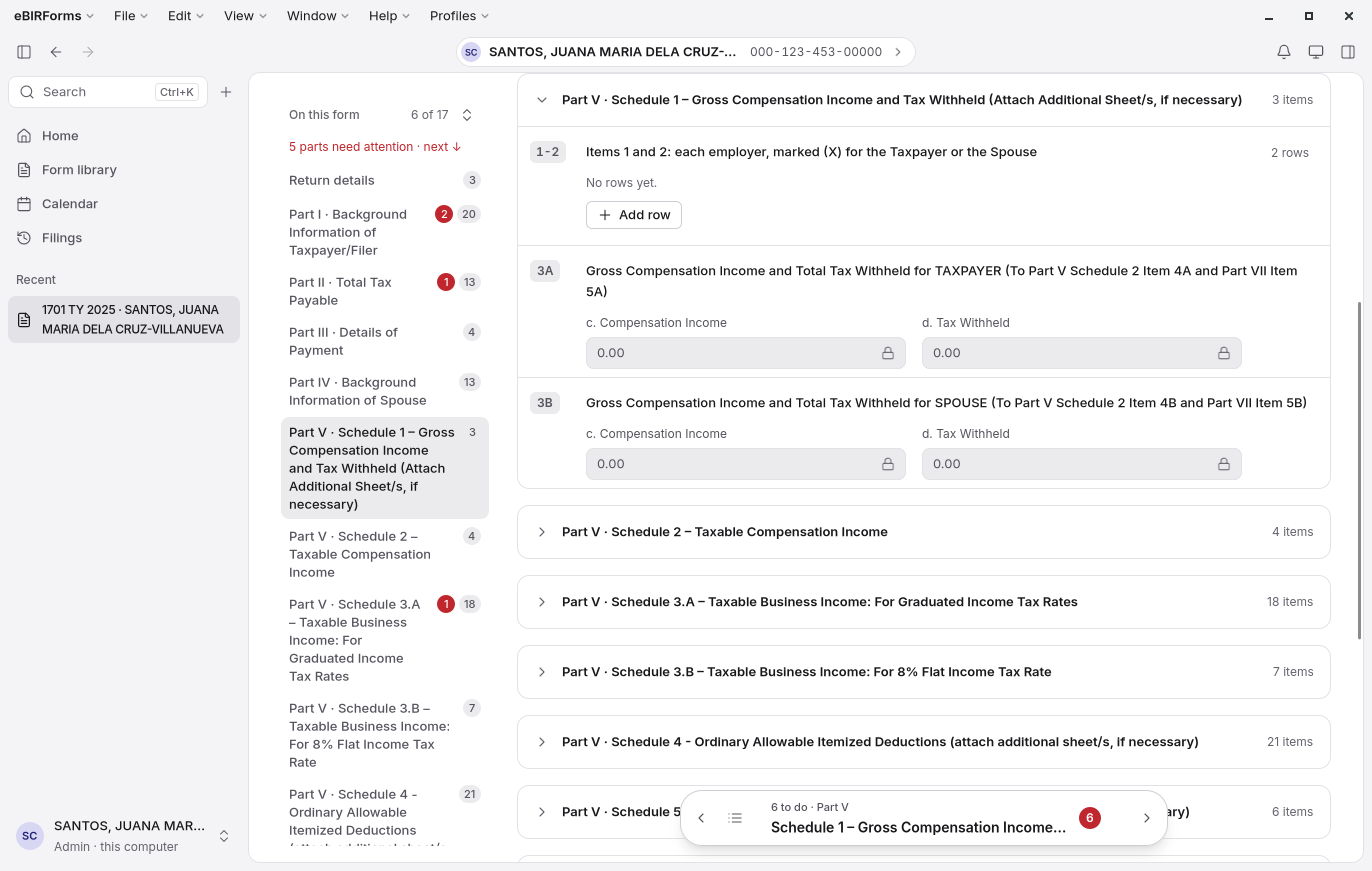 eBIRForms File Edit View Window Help Profiles
SC SANTOS, JUANA MARIA DELA CRUZ-... 000-123-453-00000
Search Ctrl+K
Home
Form library
Calendar
Filings
Recent
1701 TY 2025 · SANTOS, JUANA
MARIA DELA CRUZ-VILLANUEVA
SC SANTOS, JUANA MAR...
Admin · this computer
On this form 6 of 17
5 parts need attention · next ↓
Return details 3
Part I · Background 2 20
Information of
Taxpayer/Filer
Part II · Total Tax 1 13
Payable
Part III · Details of 4
Payment
Part IV · Background 13
Information of Spouse
Part V · Schedule 1 – Gross 3
Compensation Income
and Tax Withheld (Attach
Additional Sheet/s, if
necessary)
Part V · Schedule 2 – 4
Taxable Compensation
Income
Part V · Schedule 3.A 1 18
– Taxable Business
Income: For
Graduated Income
Tax Rates
Part V · Schedule 3.B – 7
Taxable Business Income:
For 8% Flat Income Tax
Rate
Part V · Schedule 4 - 21
Ordinary Allowable
Itemized Deductions
(attach additional sheet/s,
Part V · Schedule 1 – Gross Compensation Income and Tax Withheld (Attach Additional Sheet/s, if necessary) 3 items
1-2 Items 1 and 2: each employer, marked (X) for the Taxpayer or the Spouse 2 rows
No rows yet.
Add row
3A Gross Compensation Income and Total Tax Withheld for TAXPAYER (To Part V Schedule 2 Item 4A and Part VII Item
5A)
c. Compensation Income d. Tax Withheld
0.00 0.00
3B Gross Compensation Income and Total Tax Withheld for SPOUSE (To Part V Schedule 2 Item 4B and Part VII Item 5B)
c. Compensation Income d. Tax Withheld
0.00 0.00
Part V · Schedule 2 – Taxable Compensation Income 4 items
Part V · Schedule 3.A – Taxable Business Income: For Graduated Income Tax Rates 18 items
Part V · Schedule 3.B – Taxable Business Income: For 8% Flat Income Tax Rate 7 items
Part V · Schedule 4 - Ordinary Allowable Itemized Deductions (attach additional sheet/s, if necessary) 21 items
Part V · Schedule 5 ary) 6 items
6 to do · Part V
Schedule 1 – Gross Compensation Income... 6